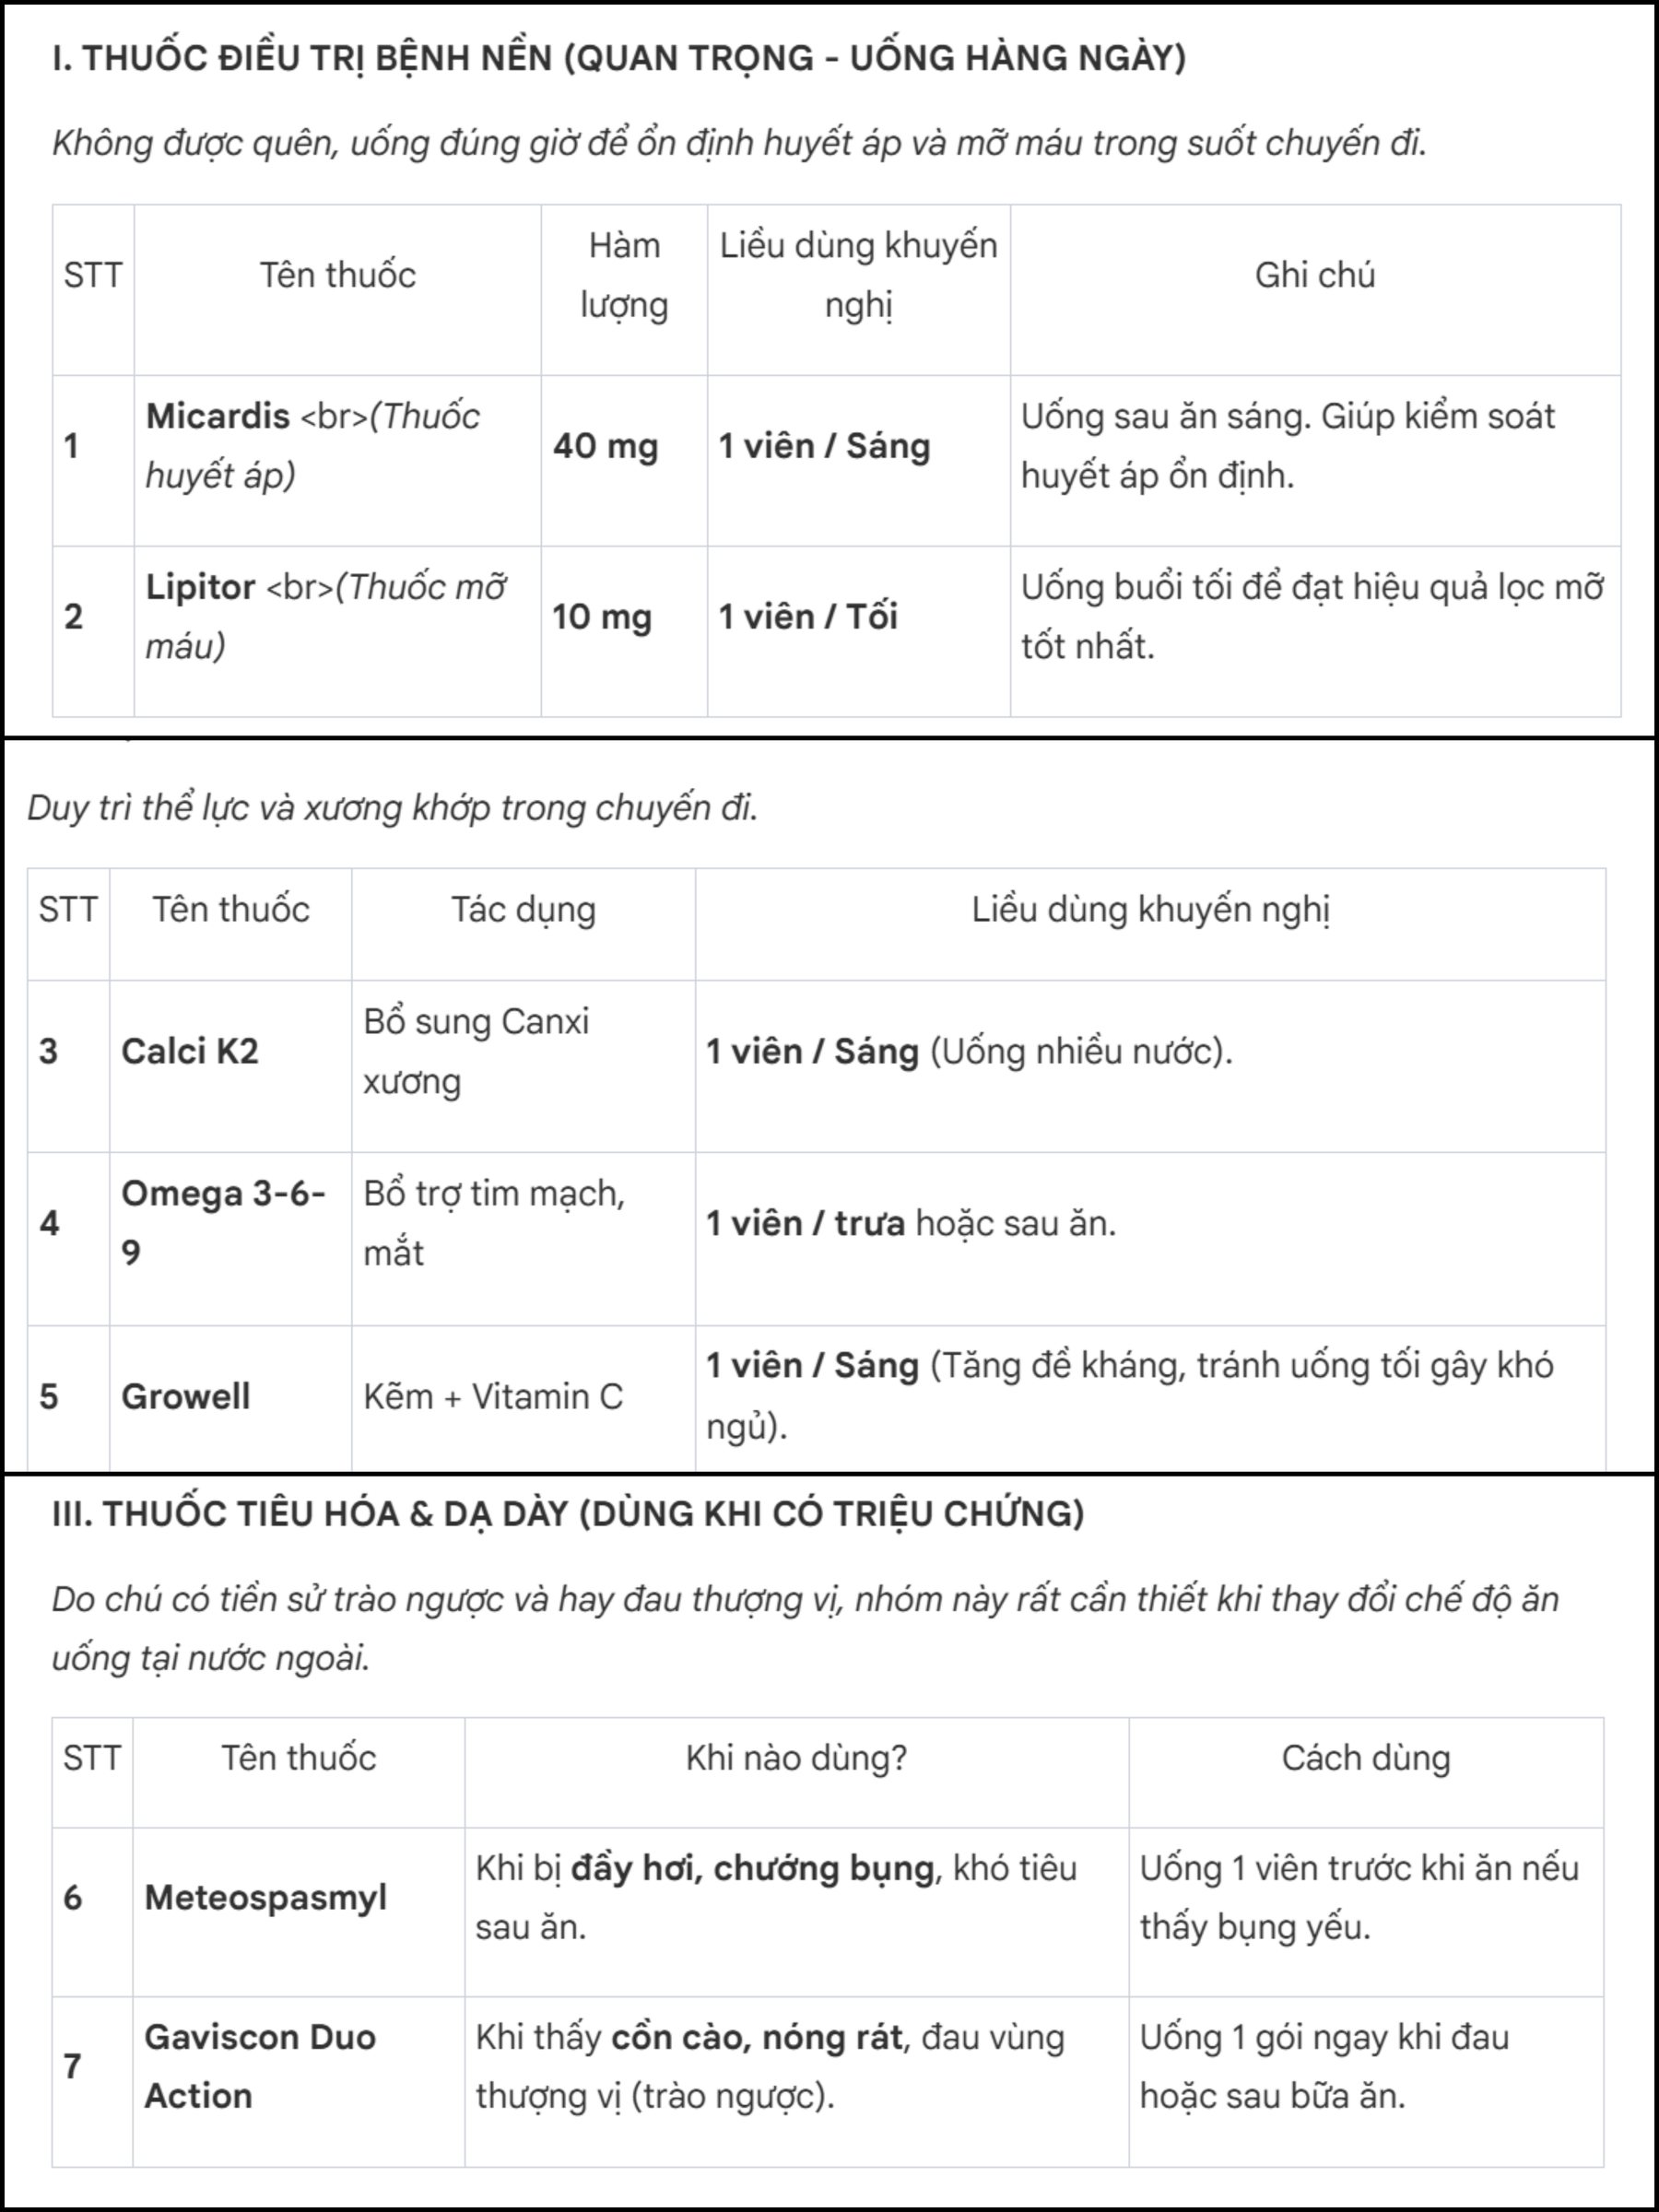 I. THUỐC ĐIỀU TRỊ BỆNH NỀN (QUAN TRỌNG - UỐNG HÀNG NGÀY)
Không được quên, uống đúng giờ để ổn định huyết áp và mỡ máu trong suốt chuyến đi.
STT
Tên thuốc
Hàm
lượng
Liều dùng khuyến
nghị
Ghi chú
1
Micardis <br>(Thuốc
huyết áp)
40 mg
1 viên / Sáng
Uống sau ăn sáng. Giúp kiểm soát
huyết áp ổn định.
2
Lipitor <br>(Thuốc mỡ
máu)
10 mg
1 viên / Tối
Uống buổi tối để đạt hiệu quả lọc mỡ
tốt nhất.
Duy trì thể lực và xương khớp trong chuyến đi.
STT
Tên thuốc
Tác dụng
Liều dùng khuyến nghị
3
Calci K2
Bổ sung Canxi
xương
1 viên / Sáng (Uống nhiều nước).
4
Omega 3-6-
9
Bổ trợ tim mạch,
mắt
1 viên / trưa hoặc sau ăn.
5
Growell
Kẽm + Vitamin C
1 viên / Sáng (Tăng đề kháng, tránh uống tối gây khó
ngủ).
III. THUỐC TIÊU HÓA & DẠ DÀY (DÙNG KHI CÓ TRIỆU CHỨNG)
Do chú có tiền sử trào ngược và hay đau thượng vị, nhóm này rất cần thiết khi thay đổi chế độ ăn
uống tại nước ngoài.
STT
Tên thuốc
Khi nào dùng?
Cách dùng
6
Meteospasmyl
Khi bị đầy hơi, chướng bụng, khó tiêu
sau ăn.
Uống 1 viên trước khi ăn nếu
thấy bụng yếu.
7
Gaviscon Duo
Action
Khi thấy cồn cào, nóng rát, đau vùng
thượng vị (trào ngược).
Uống 1 gói ngay khi đau
hoặc sau bữa ăn.